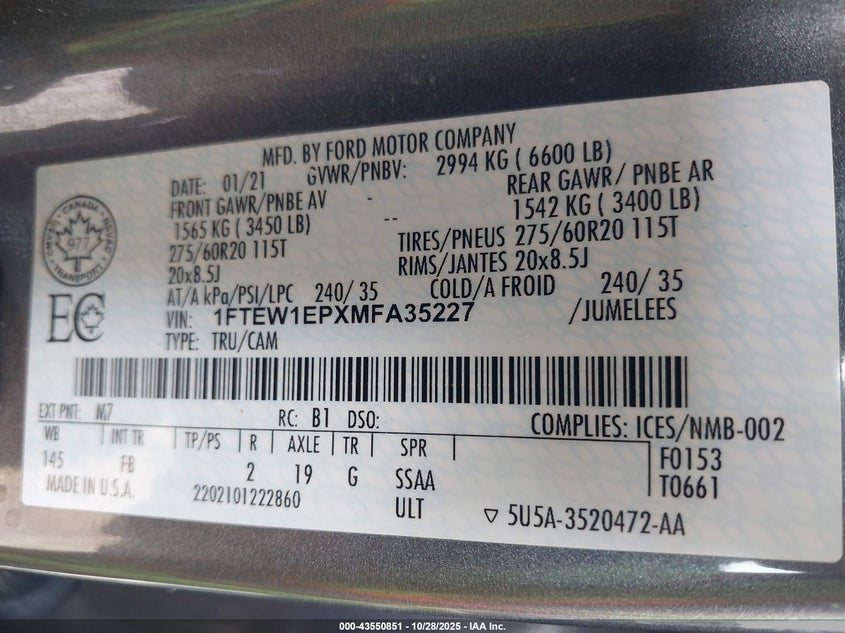 MFD. BY FORD MOTOR COMPANY
DATE: 01/21 GVWR/PNBV: 2994 KG ( 6600 LB)
FRONT GAWR/PNBE AV - REAR GAWR/ PNBE AR
1565 KG ( 3450 LB) -- 1542 KG ( 3400 LB)
275/60R20 115T TIRES/PNEUS 275/60R20 115T
20x8.5J RIMS/JANTES 20x8.5J
AT/A kPa/PSI/LPC 240/ 35 COLD/A FROID 240/ 35
VIN: 1FTEW1EPXMFA35227 /JUMELEES
TYPE: TRU/CAM
CANADA
977
TRANSPORT
EC
EXT PNT: M7 RC: B1 DSO: COMPLIES: ICES/NMB-002
WB INT TR TP/PS R AXLE TR SPR F0153
145 FB 2 19 G SSAA T0661
MADE IN U.S.A. 2202101222860 ULT ▽ 5U5A-3520472-AA
000-43550851 | 10/28/2025 - IAA Inc.